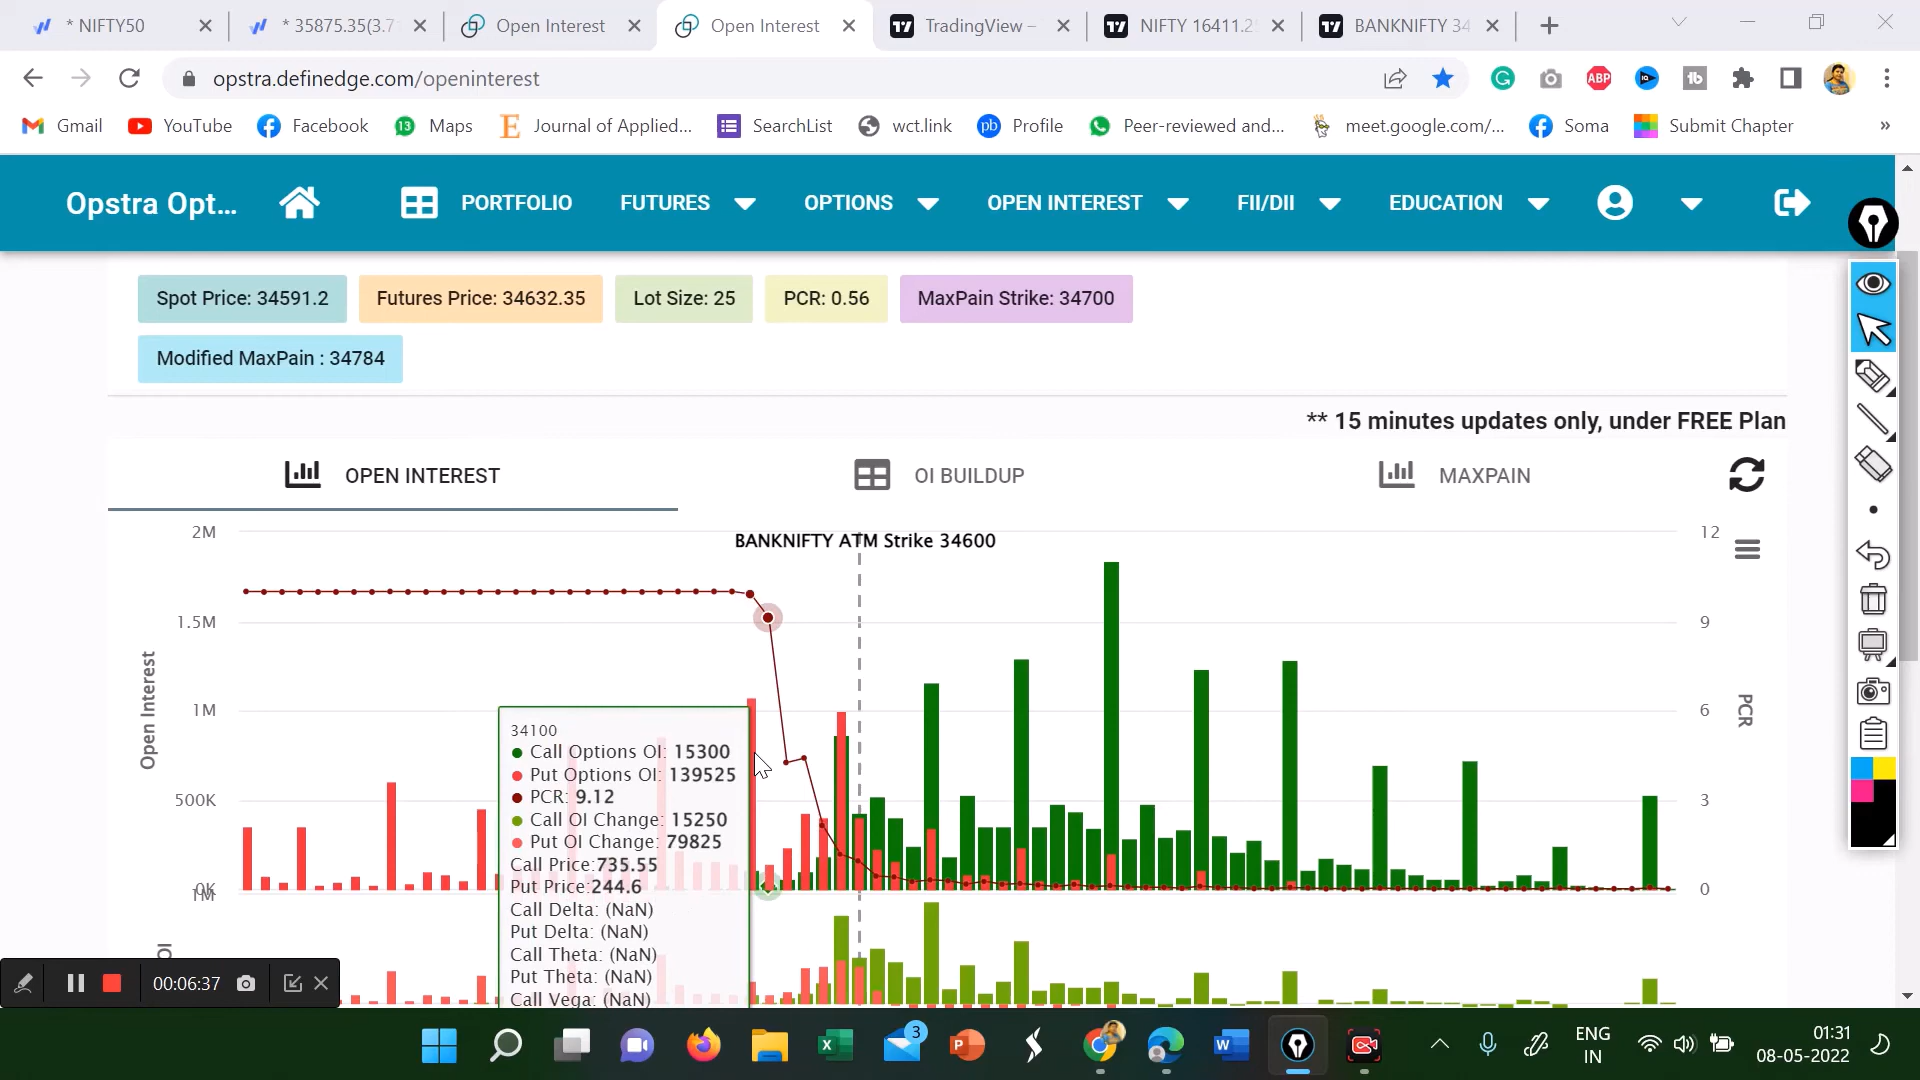 * NIFTY50
* 35875.35(3.7
Open Interest
Open Interest
TradingView –
NIFTY 16411.2
BANKNIFTY 34
opstra.definedge.com/openinterest
Gmail
YouTube
Facebook
Maps
Journal of Applied...
SearchList
wct.link
Profile
Peer-reviewed and...
meet.google.com/...
Soma
Submit Chapter
»
Opstra Opt...
PORTFOLIO
FUTURES
OPTIONS
OPEN INTEREST
FII/DII
EDUCATION
Spot Price: 34591.2
Futures Price: 34632.35
Lot Size: 25
PCR: 0.56
MaxPain Strike: 34700
Modified MaxPain : 34784
** 15 minutes updates only, under FREE Plan
OPEN INTEREST
OI BUILDUP
MAXPAIN
BANKNIFTY ATM Strike 34600
2M
1.5M
1M
500K
0K
1M
12
9
6
3
0
Open Interest
PCR
OI
34100
Call Options OI: 15300
Put Options OI: 139525
PCR: 9.12
Call OI Change: 15250
Put OI Change: 79825
Call Price:735.55
Put Price:244.6
Call Delta: (NaN)
Put Delta: (NaN)
Call Theta: (NaN)
Put Theta: (NaN)
Call Vega: (NaN)
00:06:37
3
ENG
IN
01:31
08-05-2022